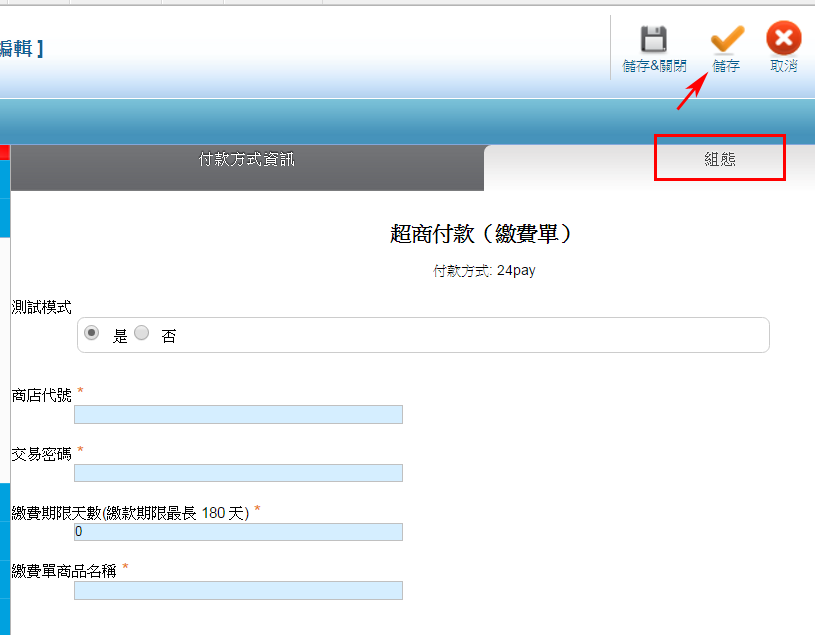 編輯 ]
儲存&關閉 儲存 取消
付款方式資訊 組態
超商付款（繳費單）
付款方式: 24pay
測試模式
是 否
商店代號 *
交易密碼 *
繳費期限天數(繳款期限最長 180 天) *
0
繳費單商品名稱 *